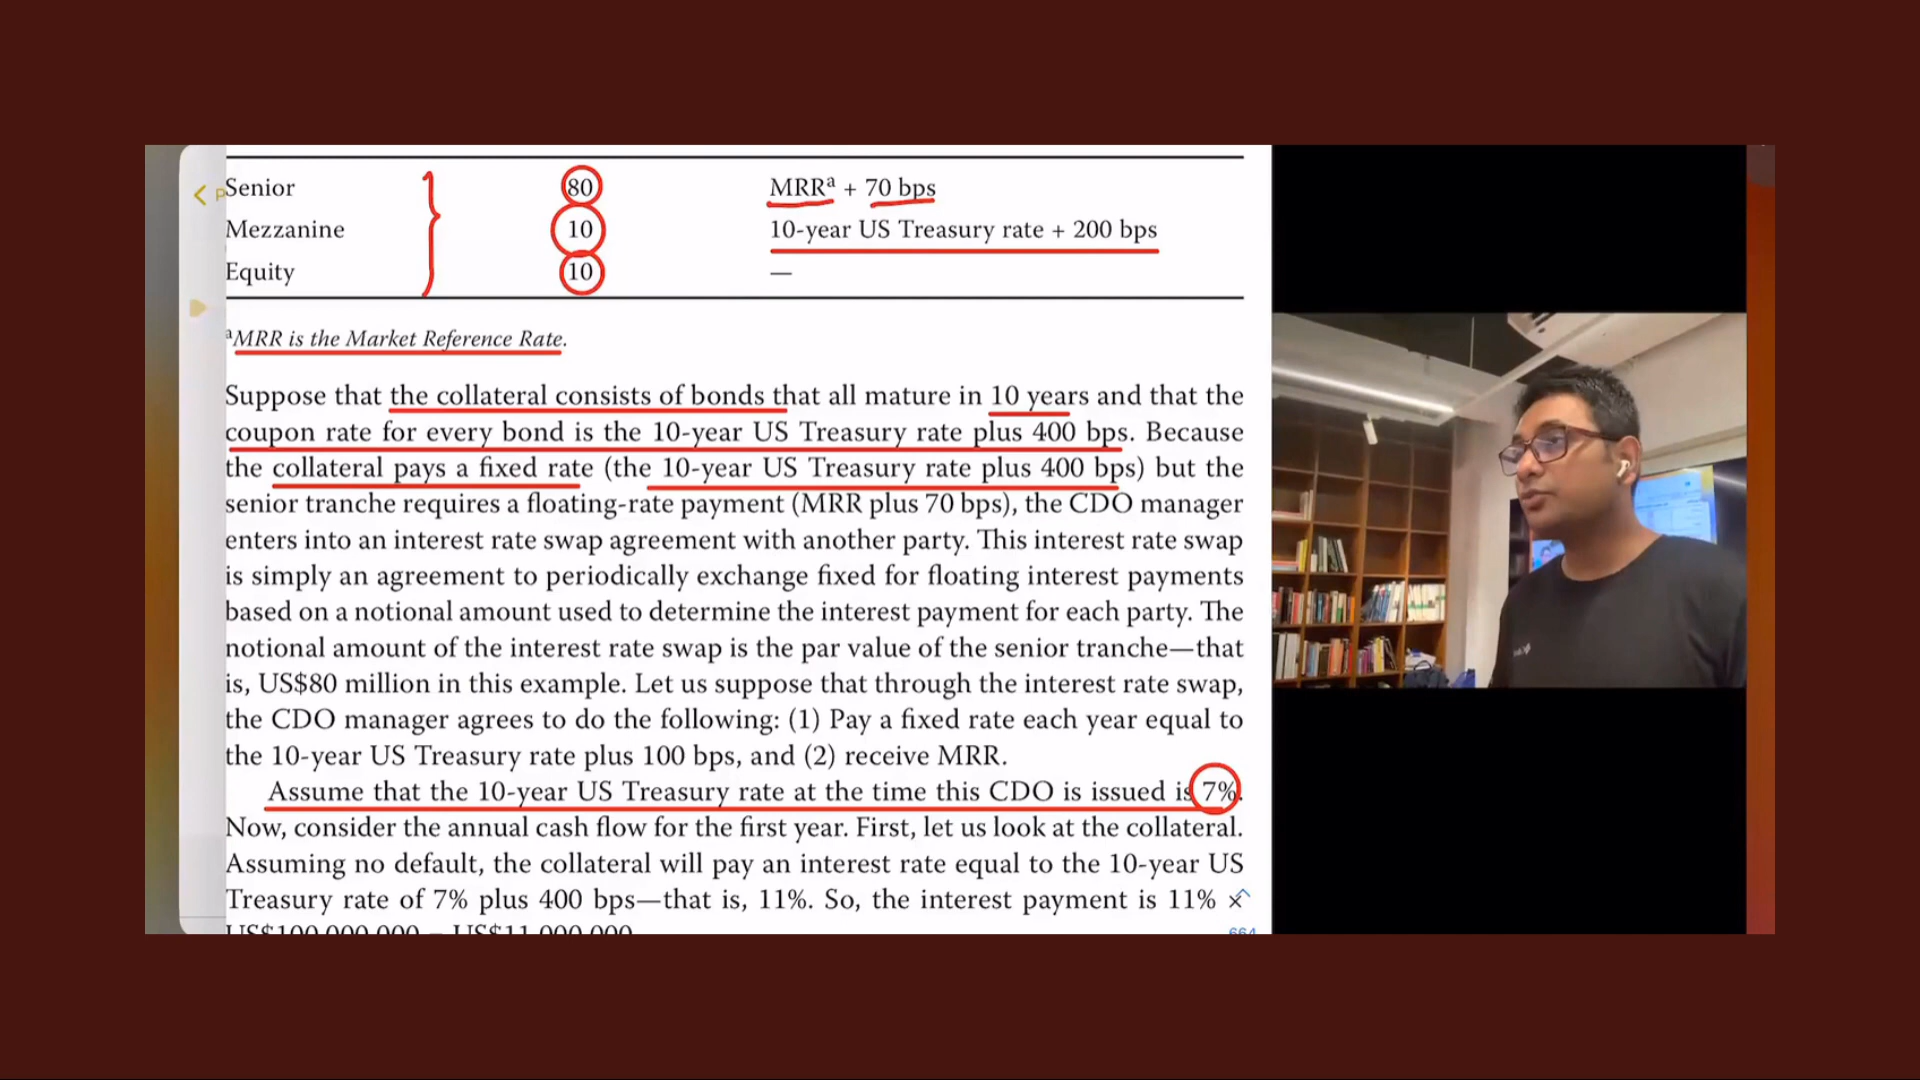 Senior 80 MRRª + 70 bps
Mezzanine 10 10-year US Treasury rate + 200 bps
Equity 10 —
ªMRR is the Market Reference Rate.
Suppose that the collateral consists of bonds that all mature in 10 years and that the
coupon rate for every bond is the 10-year US Treasury rate plus 400 bps. Because
the collateral pays a fixed rate (the 10-year US Treasury rate plus 400 bps) but the
senior tranche requires a floating-rate payment (MRR plus 70 bps), the CDO manager
enters into an interest rate swap agreement with another party. This interest rate swap
is simply an agreement to periodically exchange fixed for floating interest payments
based on a notional amount used to determine the interest payment for each party. The
notional amount of the interest rate swap is the par value of the senior tranche—that
is, US$80 million in this example. Let us suppose that through the interest rate swap,
the CDO manager agrees to do the following: (1) Pay a fixed rate each year equal to
the 10-year US Treasury rate plus 100 bps, and (2) receive MRR.
Assume that the 10-year US Treasury rate at the time this CDO is issued is 7%.
Now, consider the annual cash flow for the first year. First, let us look at the collateral.
Assuming no default, the collateral will pay an interest rate equal to the 10-year US
Treasury rate of 7% plus 400 bps—that is, 11%. So, the interest payment is 11% ×
US$100,000,000 = US$11,000,000.
664